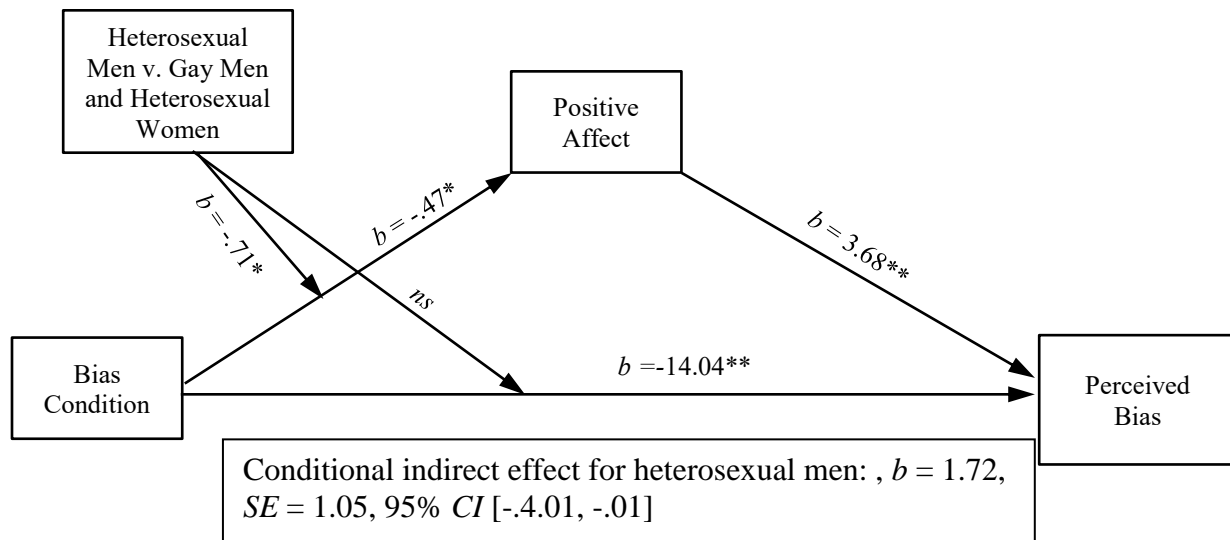 Heterosexual
Men v. Gay Men
and Heterosexual
Women
Positive
Affect
b = -.71*
b = -.47*
b = 3.68**
ns
b =-14.04**
Bias
Condition
Perceived
Bias
Conditional indirect effect for heterosexual men: , b = 1.72,
SE = 1.05, 95% CI [-.4.01, -.01]